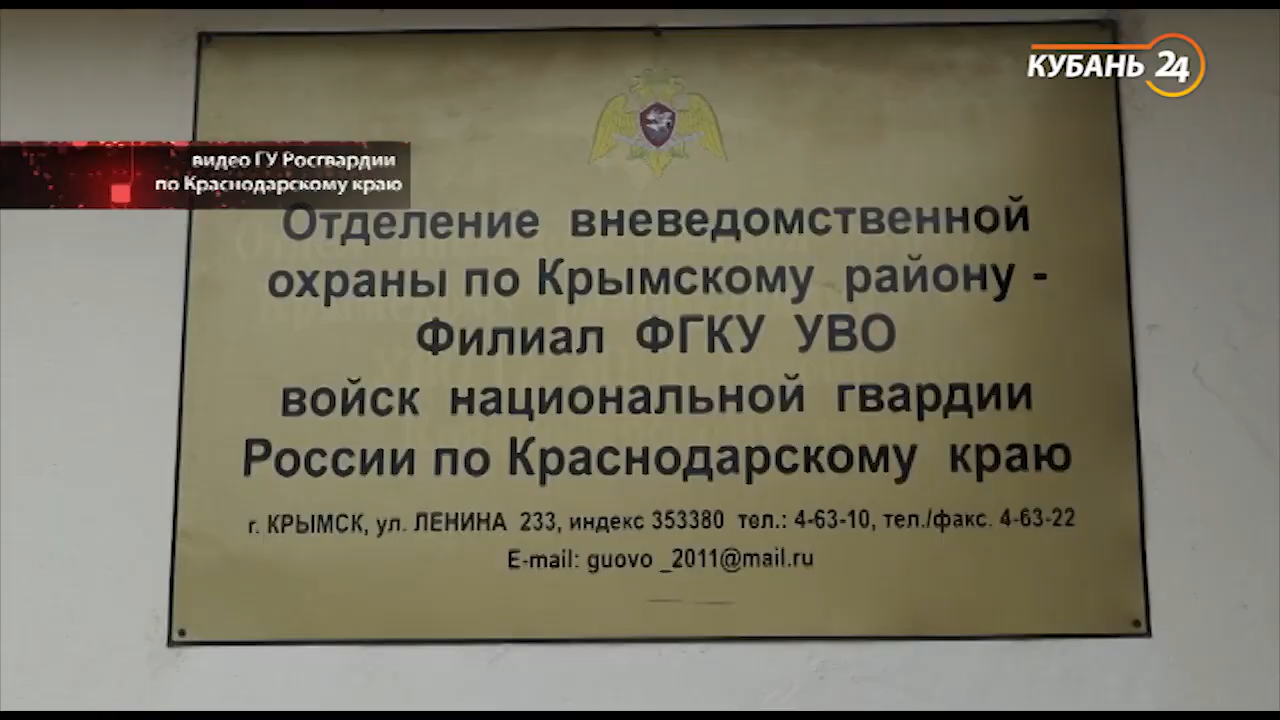 КУБАНЬ 24
видео ГУ Росгвардии
по Краснодарскому краю
Отделение вневедомственной
охраны по Крымскому району -
Филиал ФГКУ УВО
войск национальной гвардии
России по Краснодарскому краю
г. КРЫМСК, ул. ЛЕНИНА 233, индекс 353380 тел.: 4-63-10, тел./факс. 4-63-22
E-mail: guovo _2011@mail.ru